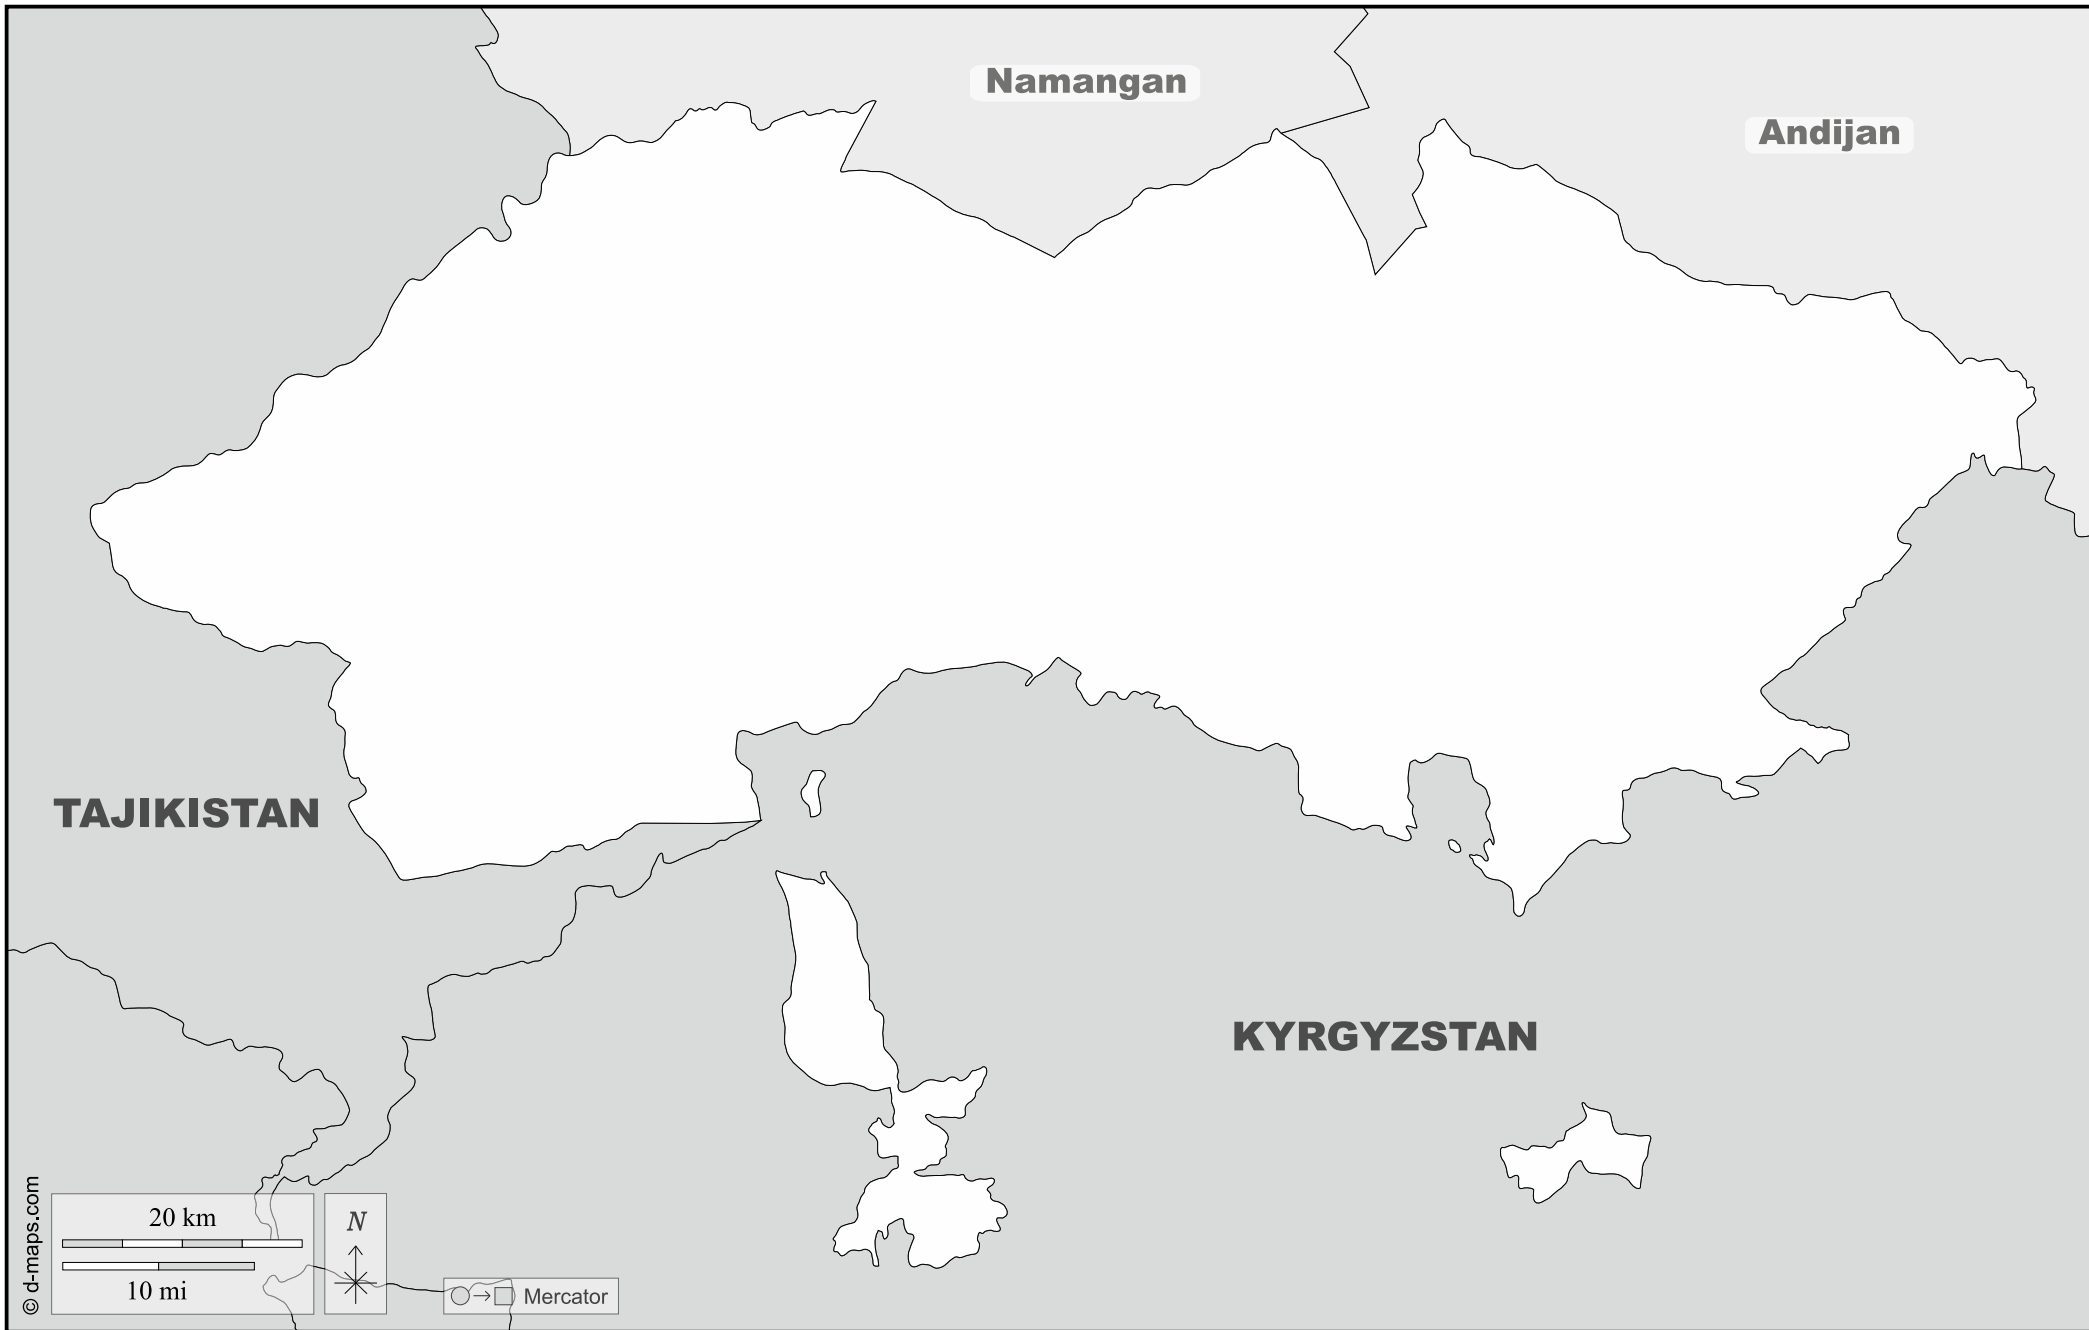 Namangan
Andijan
TAJIKISTAN
KYRGYZSTAN
© d-maps.com
20 km
10 mi
N
Mercator